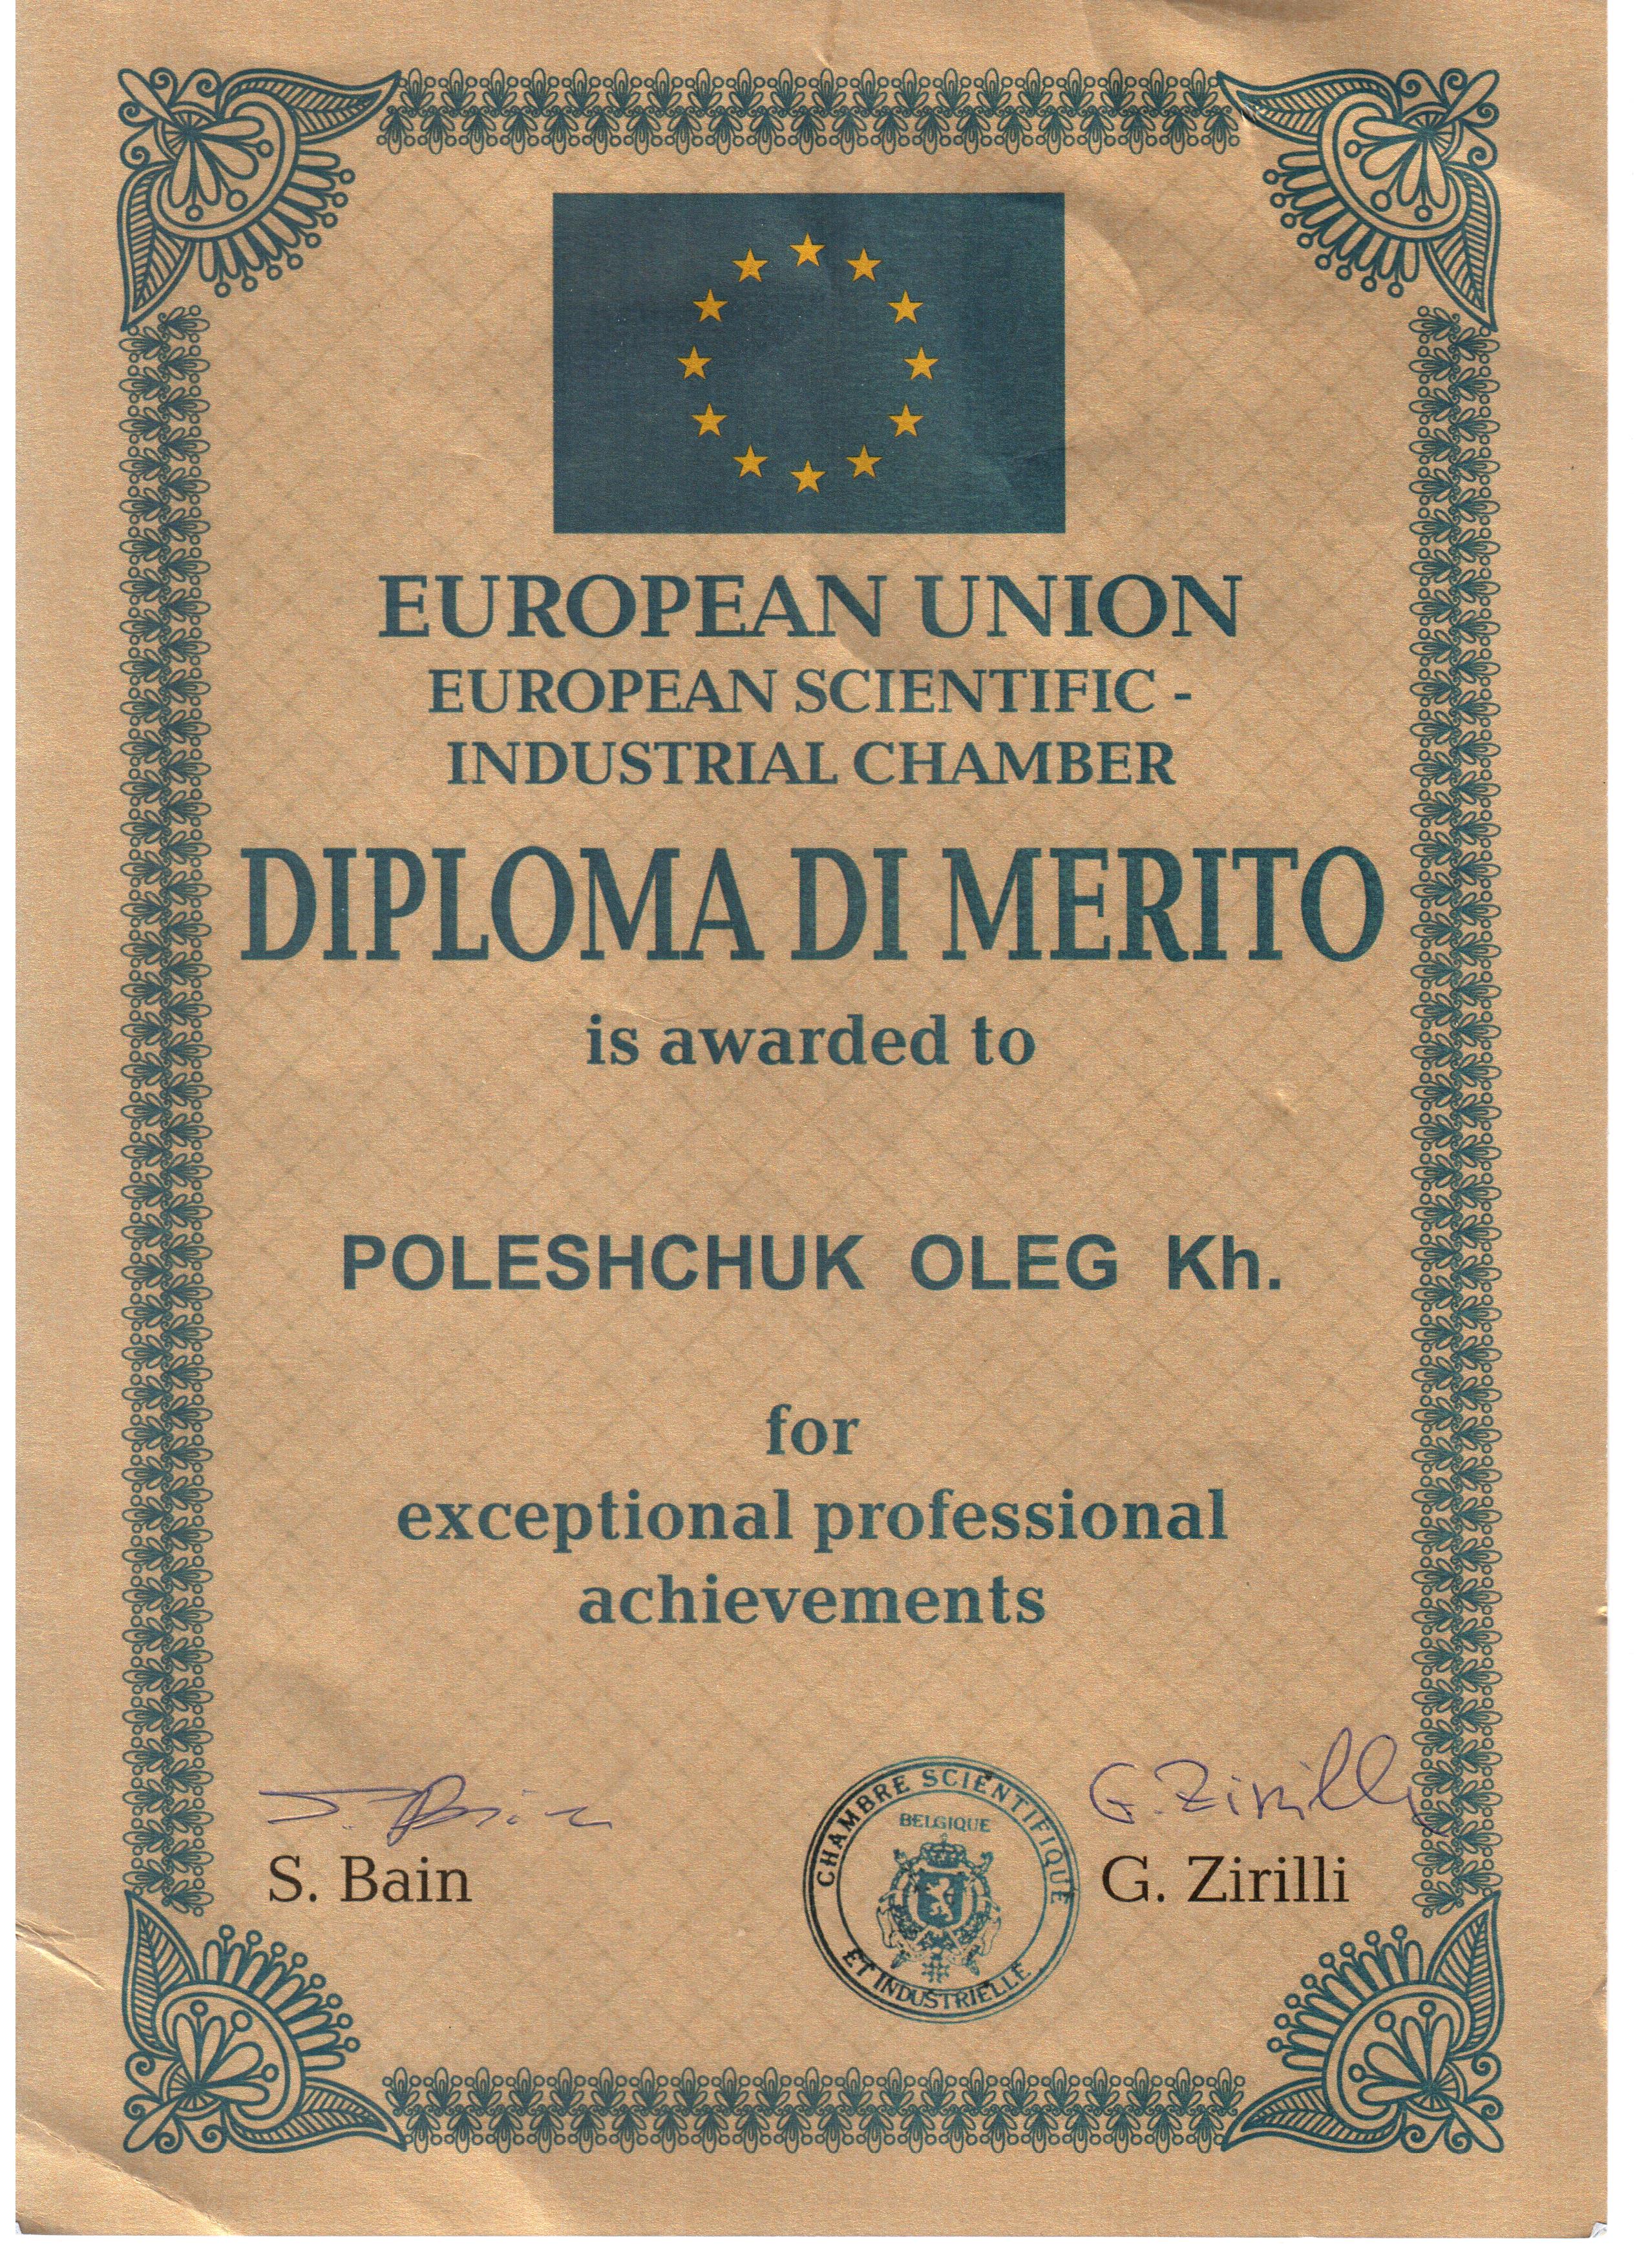 EUROPEAN UNION
EUROPEAN SCIENTIFIC -
INDUSTRIAL CHAMBER
DIPLOMA DI MERITO
is awarded to
POLESHCHUK OLEG Kh.
for
exceptional professional
achievements
S. Bain
G. Zirilli
S. Bain
G. Zirilli
CHAMBRE SCIENTIFIQUE
BELGIQUE
ET INDUSTRIELLE